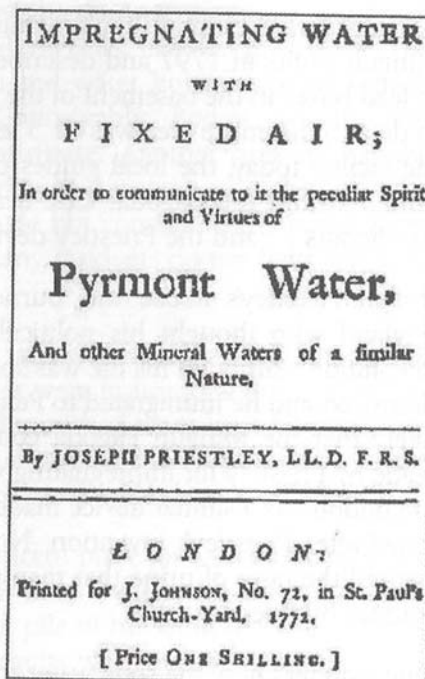 IMPREGNATING WATER
WITH
FIXED AIR;
In order to communicate to it the peculiar Spirit
and Virtues of
Pyrmont Water,
And other Mineral Waters of a similar
Nature,
By JOSEPH PRIESTLEY, LL.D. F.R.S.
LONDON:
Printed for J. JOHNSON, No. 72, in St. Paul's
Church-Yard, 1772.
[Price ONE SHILLING.]